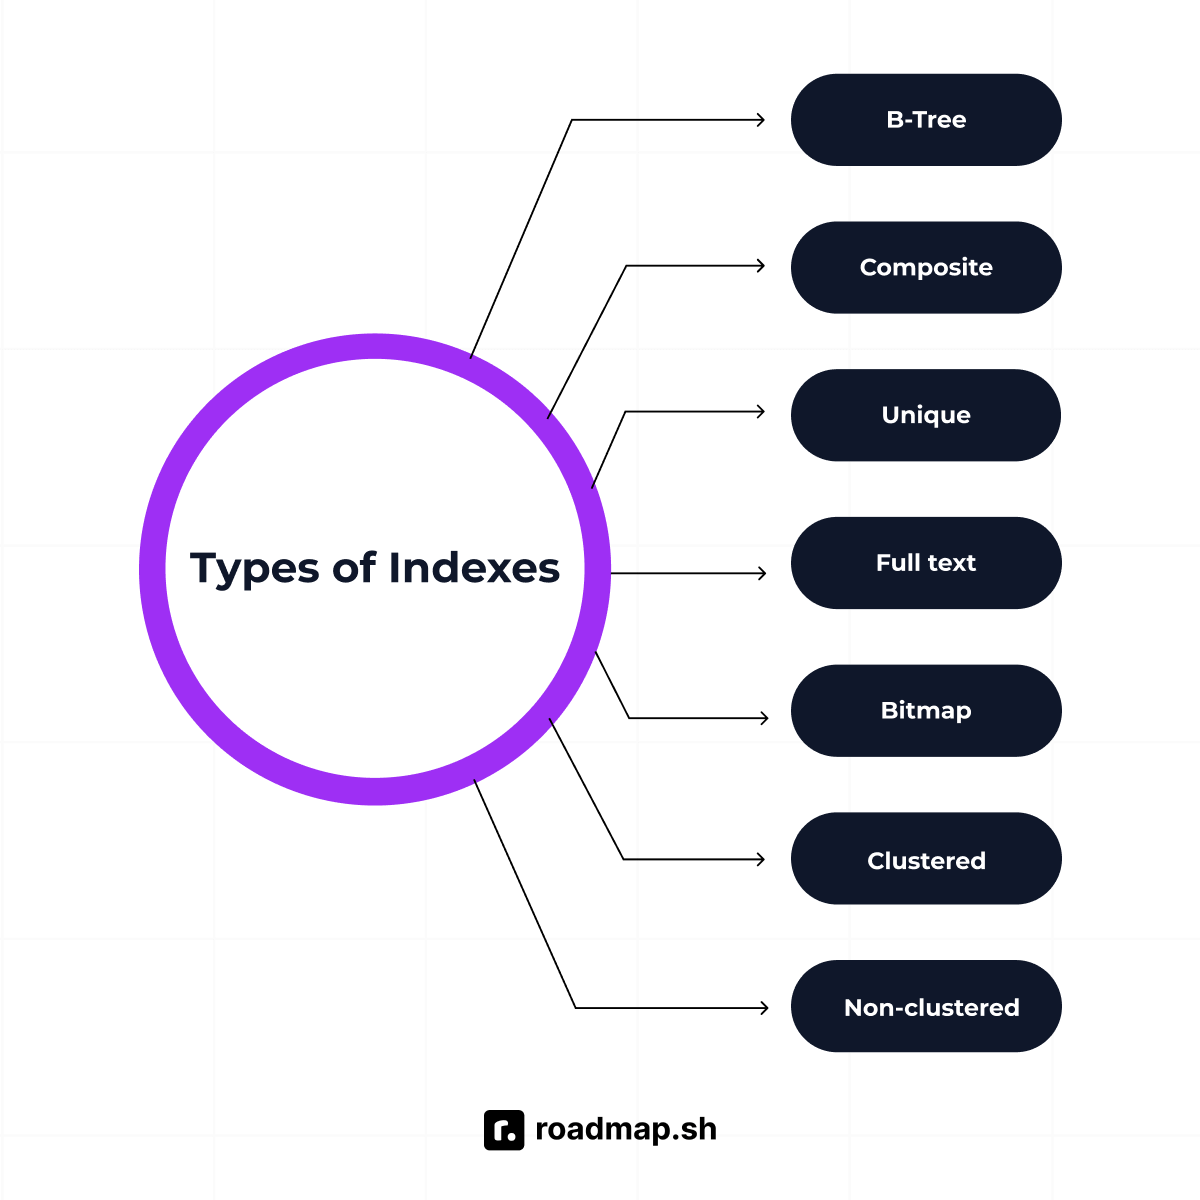 B-Tree
Composite
Unique
Types of Indexes
Full text
Bitmap
Clustered
Non-clustered
r. roadmap.sh